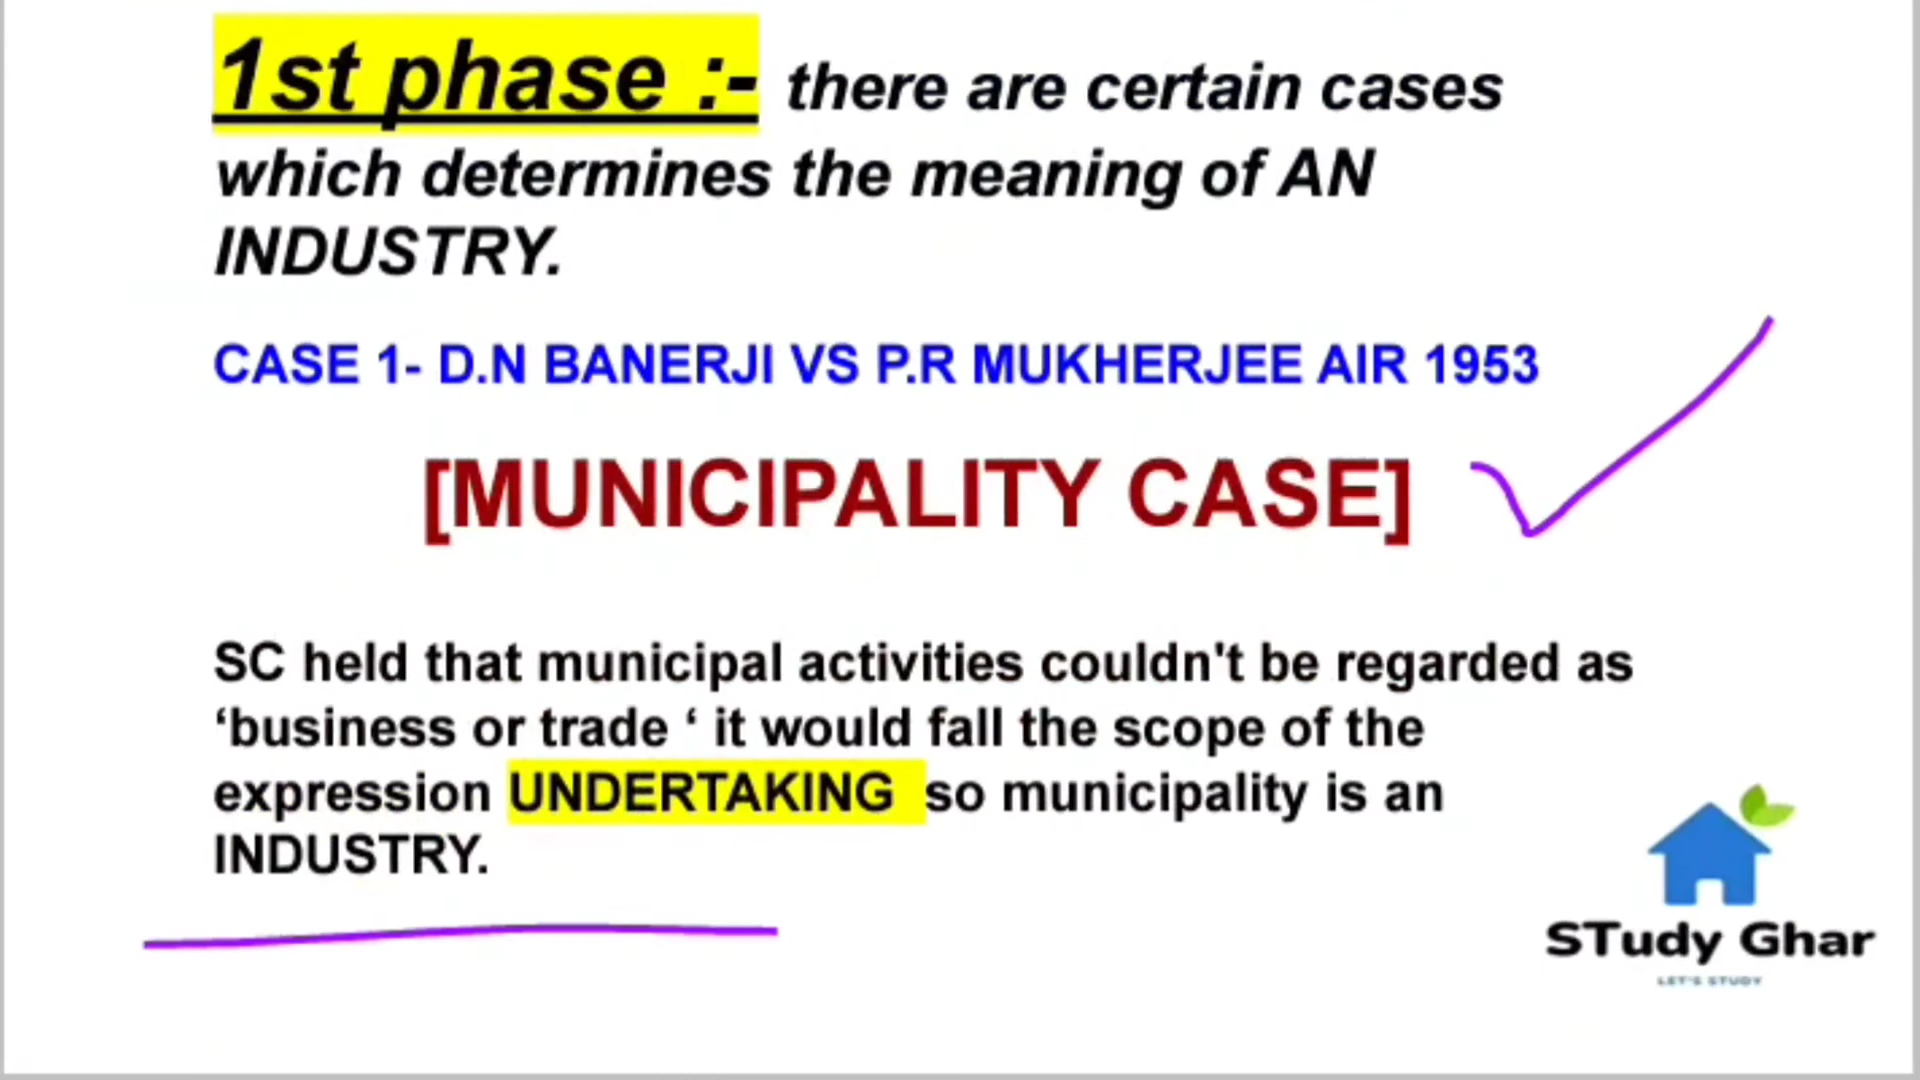 1st phase :- there are certain cases
which determines the meaning of AN
INDUSTRY.
CASE 1- D.N BANERJI VS P.R MUKHERJEE AIR 1953
[MUNICIPALITY CASE]
SC held that municipal activities couldn't be regarded as
‘business or trade ‘ it would fall the scope of the
expression UNDERTAKING so municipality is an
INDUSTRY.
STudy Ghar
LET'S STUDY